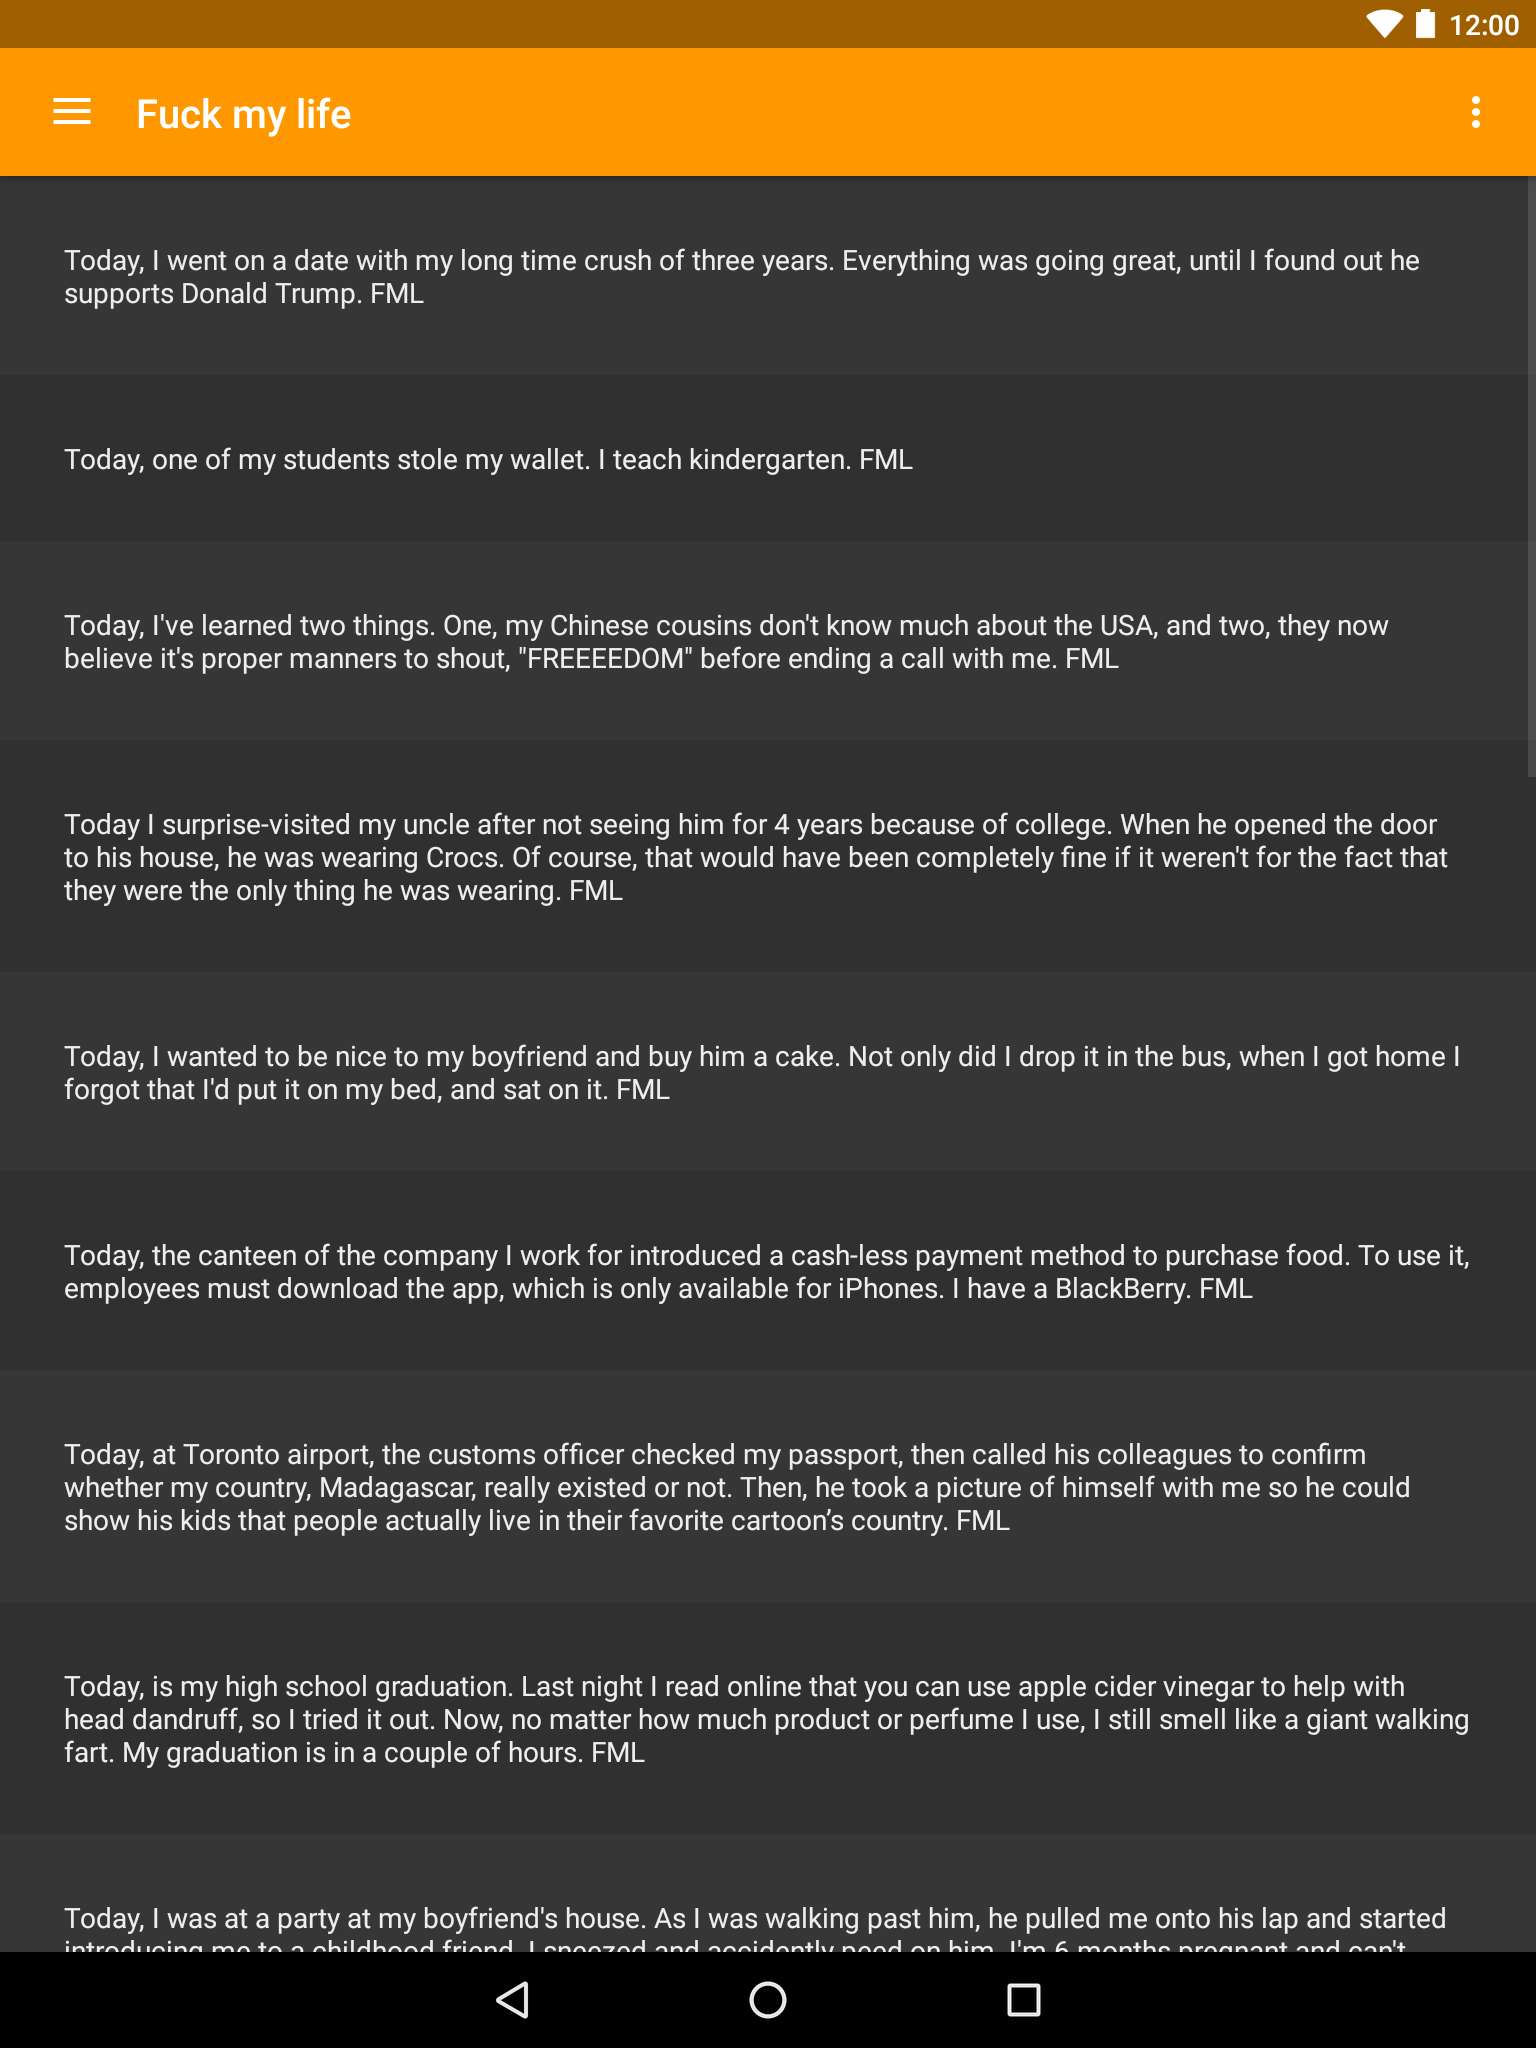 12:00
Fuck my life
Today, I went on a date with my long time crush of three years. Everything was going great, until I found out he
supports Donald Trump. FML
Today, one of my students stole my wallet. I teach kindergarten. FML
Today, I've learned two things. One, my Chinese cousins don't know much about the USA, and two, they now
believe it's proper manners to shout, "FREEEEDOM" before ending a call with me. FML
Today I surprise-visited my uncle after not seeing him for 4 years because of college. When he opened the door
to his house, he was wearing Crocs. Of course, that would have been completely fine if it weren't for the fact that
they were the only thing he was wearing. FML
Today, I wanted to be nice to my boyfriend and buy him a cake. Not only did I drop it in the bus, when I got home I
forgot that I'd put it on my bed, and sat on it. FML
Today, the canteen of the company I work for introduced a cash-less payment method to purchase food. To use it,
employees must download the app, which is only available for iPhones. I have a BlackBerry. FML
Today, at Toronto airport, the customs officer checked my passport, then called his colleagues to confirm
whether my country, Madagascar, really existed or not. Then, he took a picture of himself with me so he could
show his kids that people actually live in their favorite cartoon’s country. FML
Today, is my high school graduation. Last night I read online that you can use apple cider vinegar to help with
head dandruff, so I tried it out. Now, no matter how much product or perfume I use, I still smell like a giant walking
fart. My graduation is in a couple of hours. FML
Today, I was at a party at my boyfriend's house. As I was walking past him, he pulled me onto his lap and started
introducing me to a childhood friend. I sneezed and accidently peed on him. I'm 6 months pregnant and can't